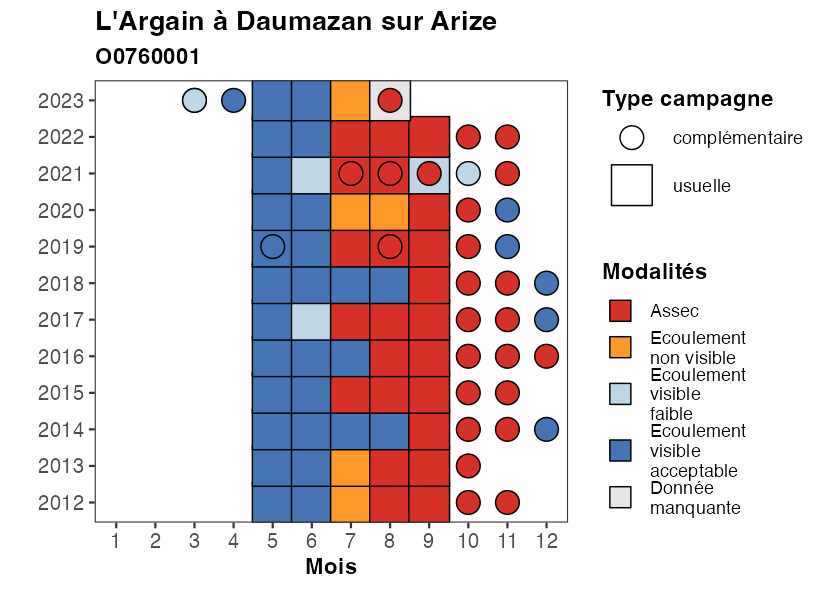 L'Argain à Daumazan sur Arize
O0760001
2023
2022
2021
2020
2019
2018
2017
2016
2015
2014
2013
2012
1 2 3 4 5 6 7 8 9 10 11 12
Mois
Type campagne
complémentaire
usuelle
Modalités
Assec
Ecoulement
non visible
Ecoulement
visible
faible
Ecoulement
visible
acceptable
Donnée
manquante